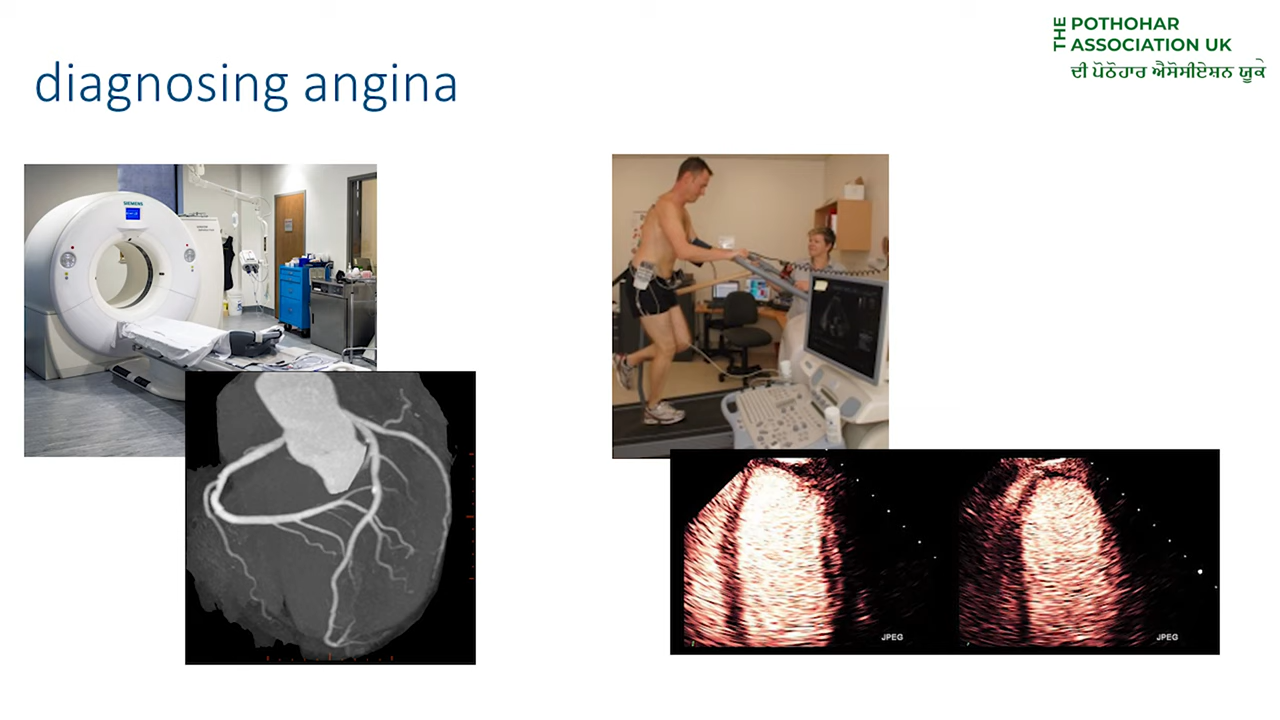 THE POTHOHAR
ASSOCIATION UK
ਦੀ ਪੋਠੋਹਾਰ ਐਸੋਸੀਏਸ਼ਨ ਯੂਕੇ
diagnosing angina
SIEMENS
JPEG
JPEG